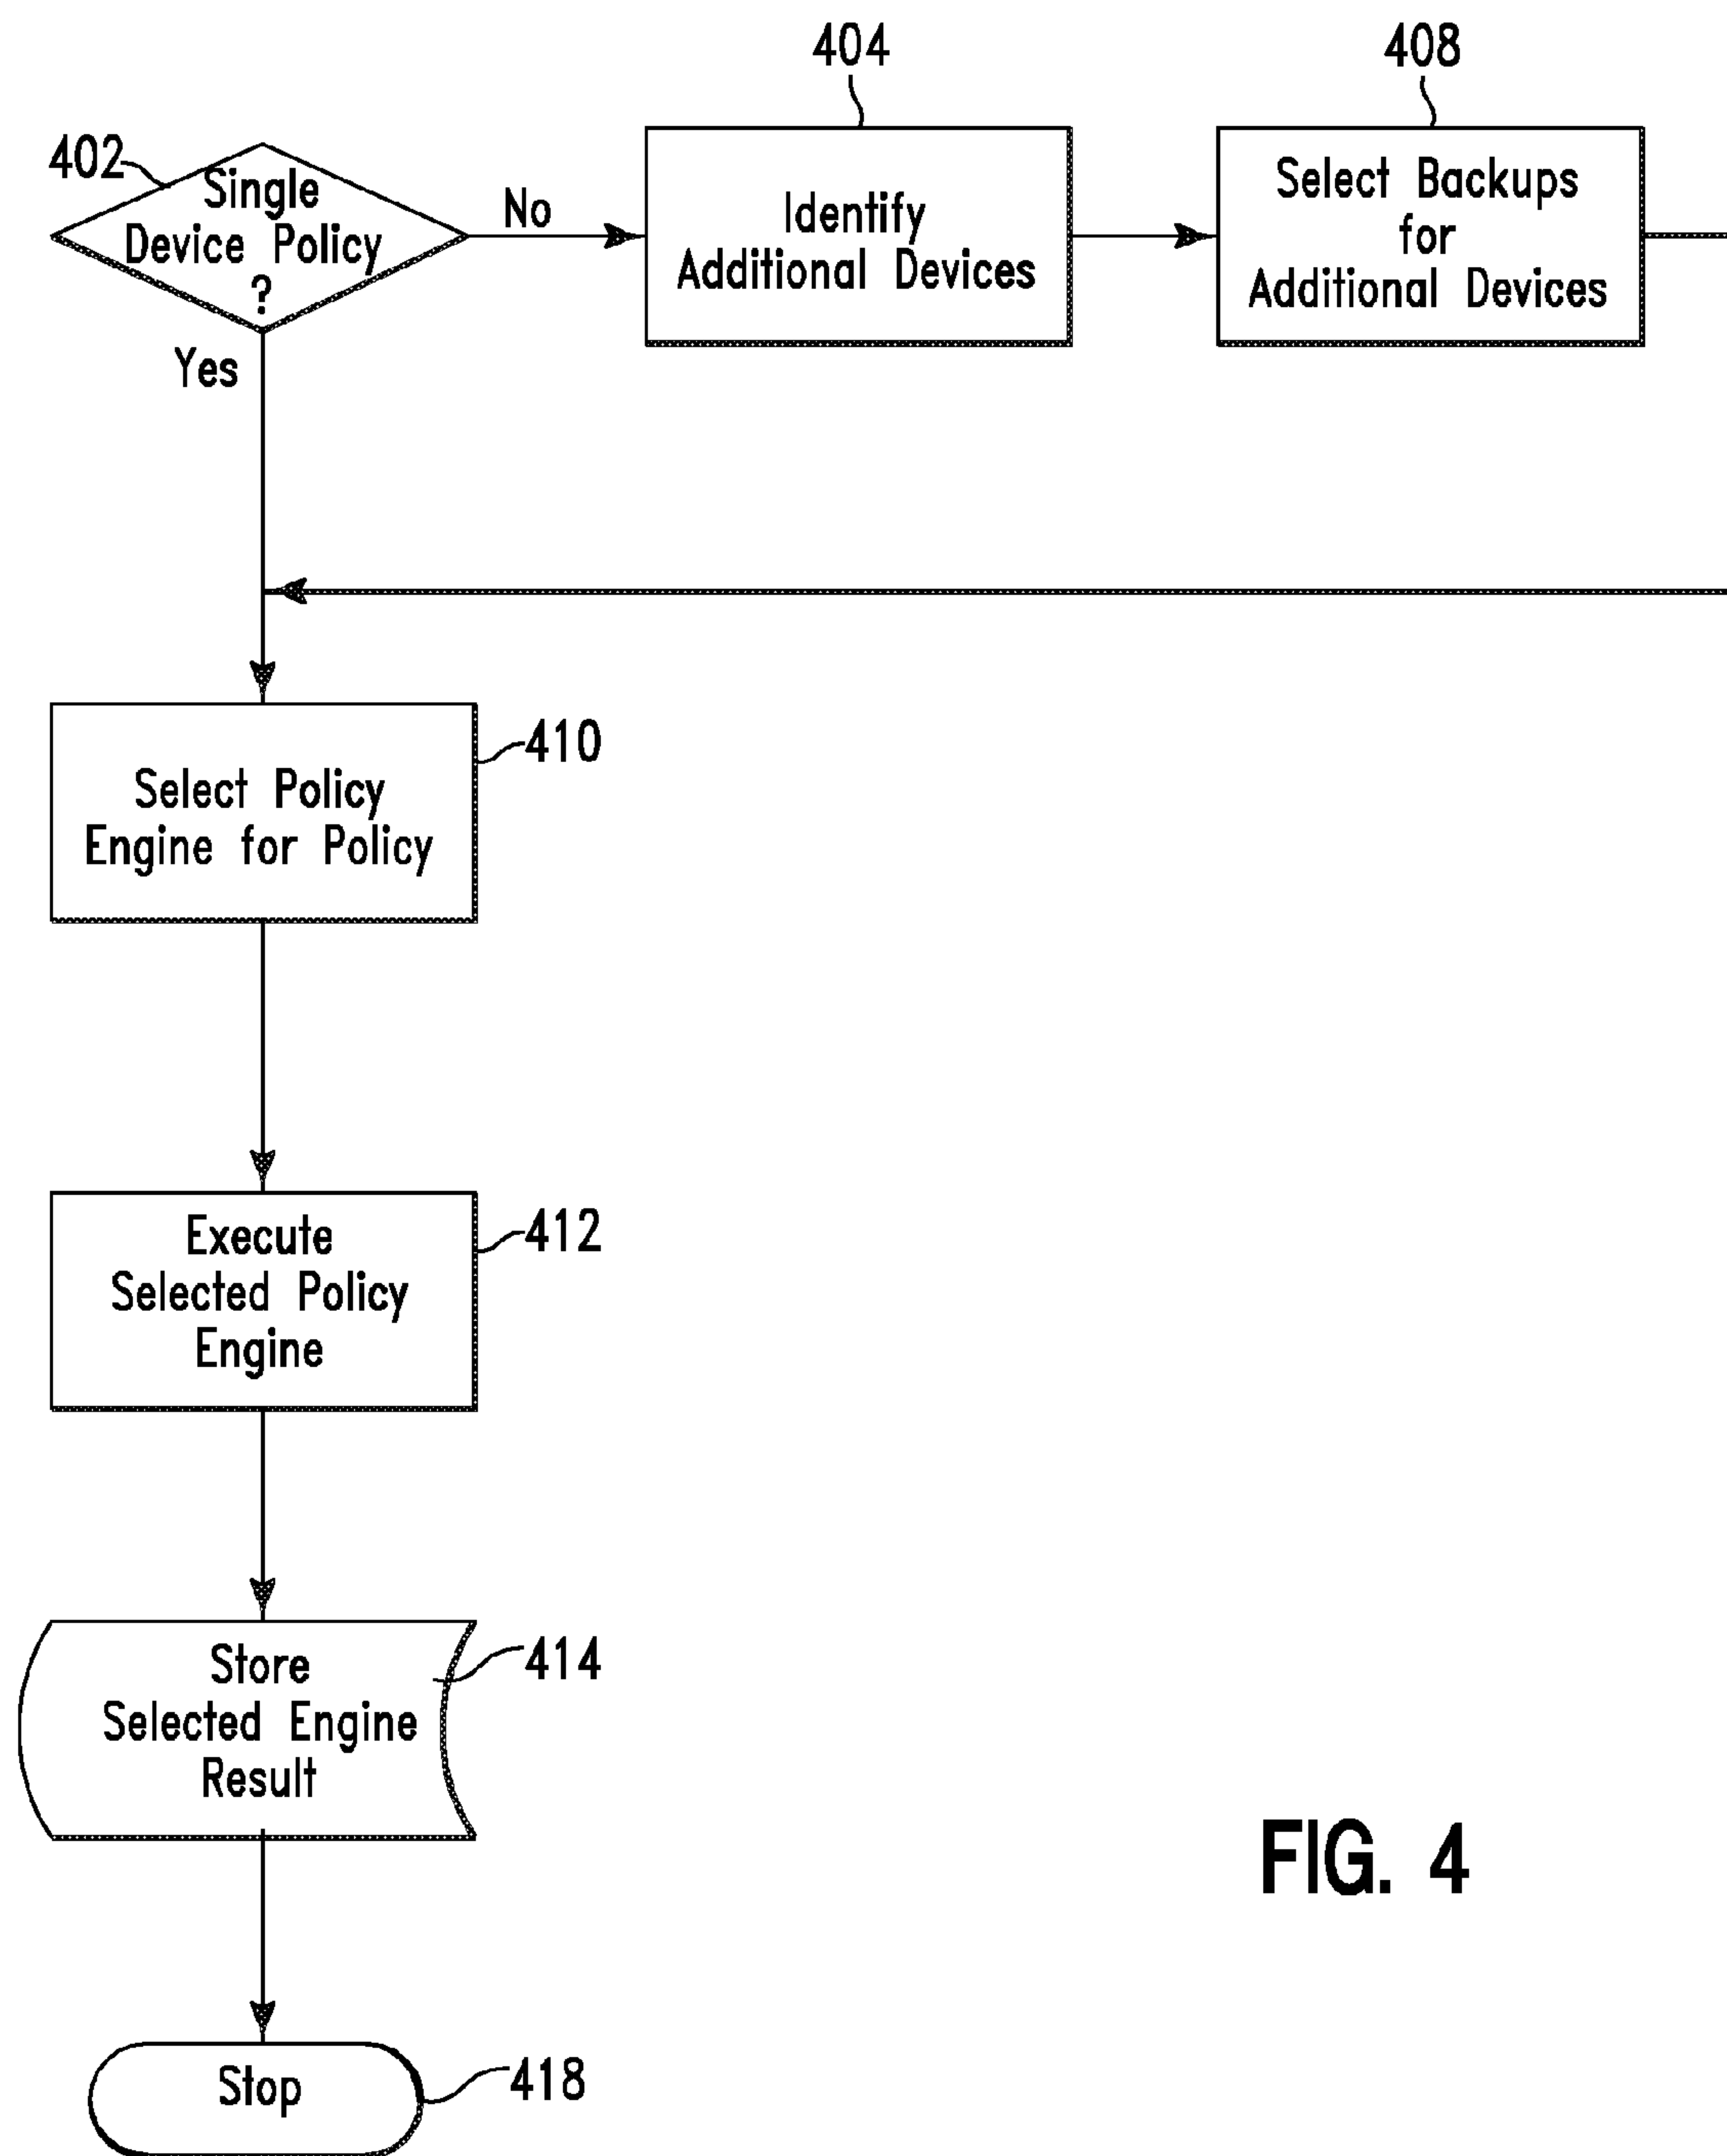 404
408
402
Single
Device Policy
?
No
Identify
Additional Devices
Select Backups
for
Additional Devices
Yes
410
Select Policy
Engine for Policy
412
Execute
Selected Policy
Engine
414
Store
Selected Engine
Result
FIG. 4
Stop
418